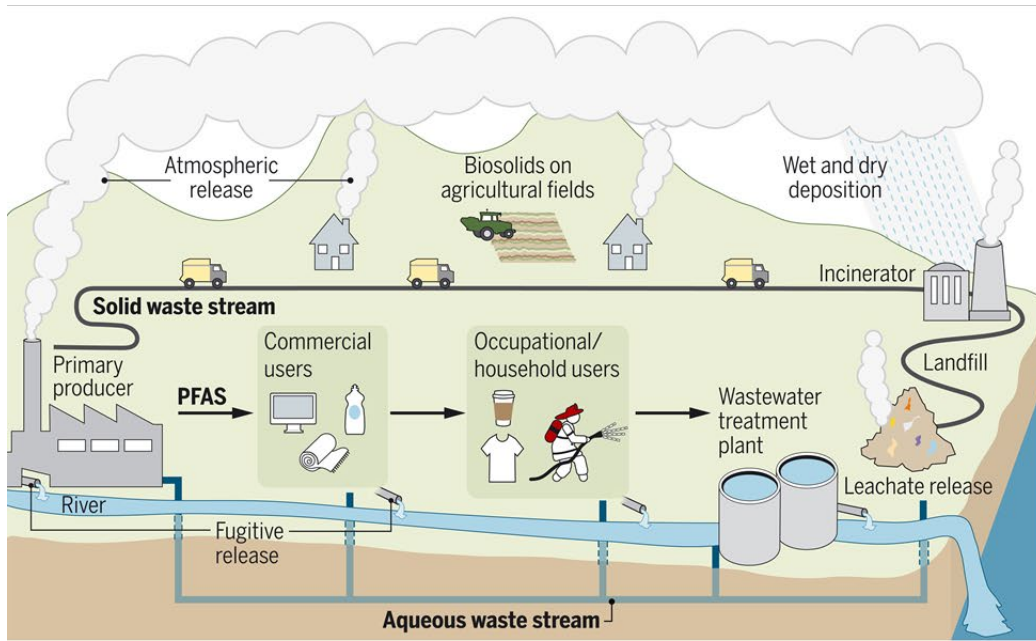 Atmospheric
release
Biosolids on
agricultural fields
Wet and dry
deposition
Incinerator
Solid waste stream
Primary
producer
PFAS
Commercial
users
Occupational/
household users
Wastewater
treatment
plant
Landfill
Leachate release
River
Fugitive
release
Aqueous waste stream